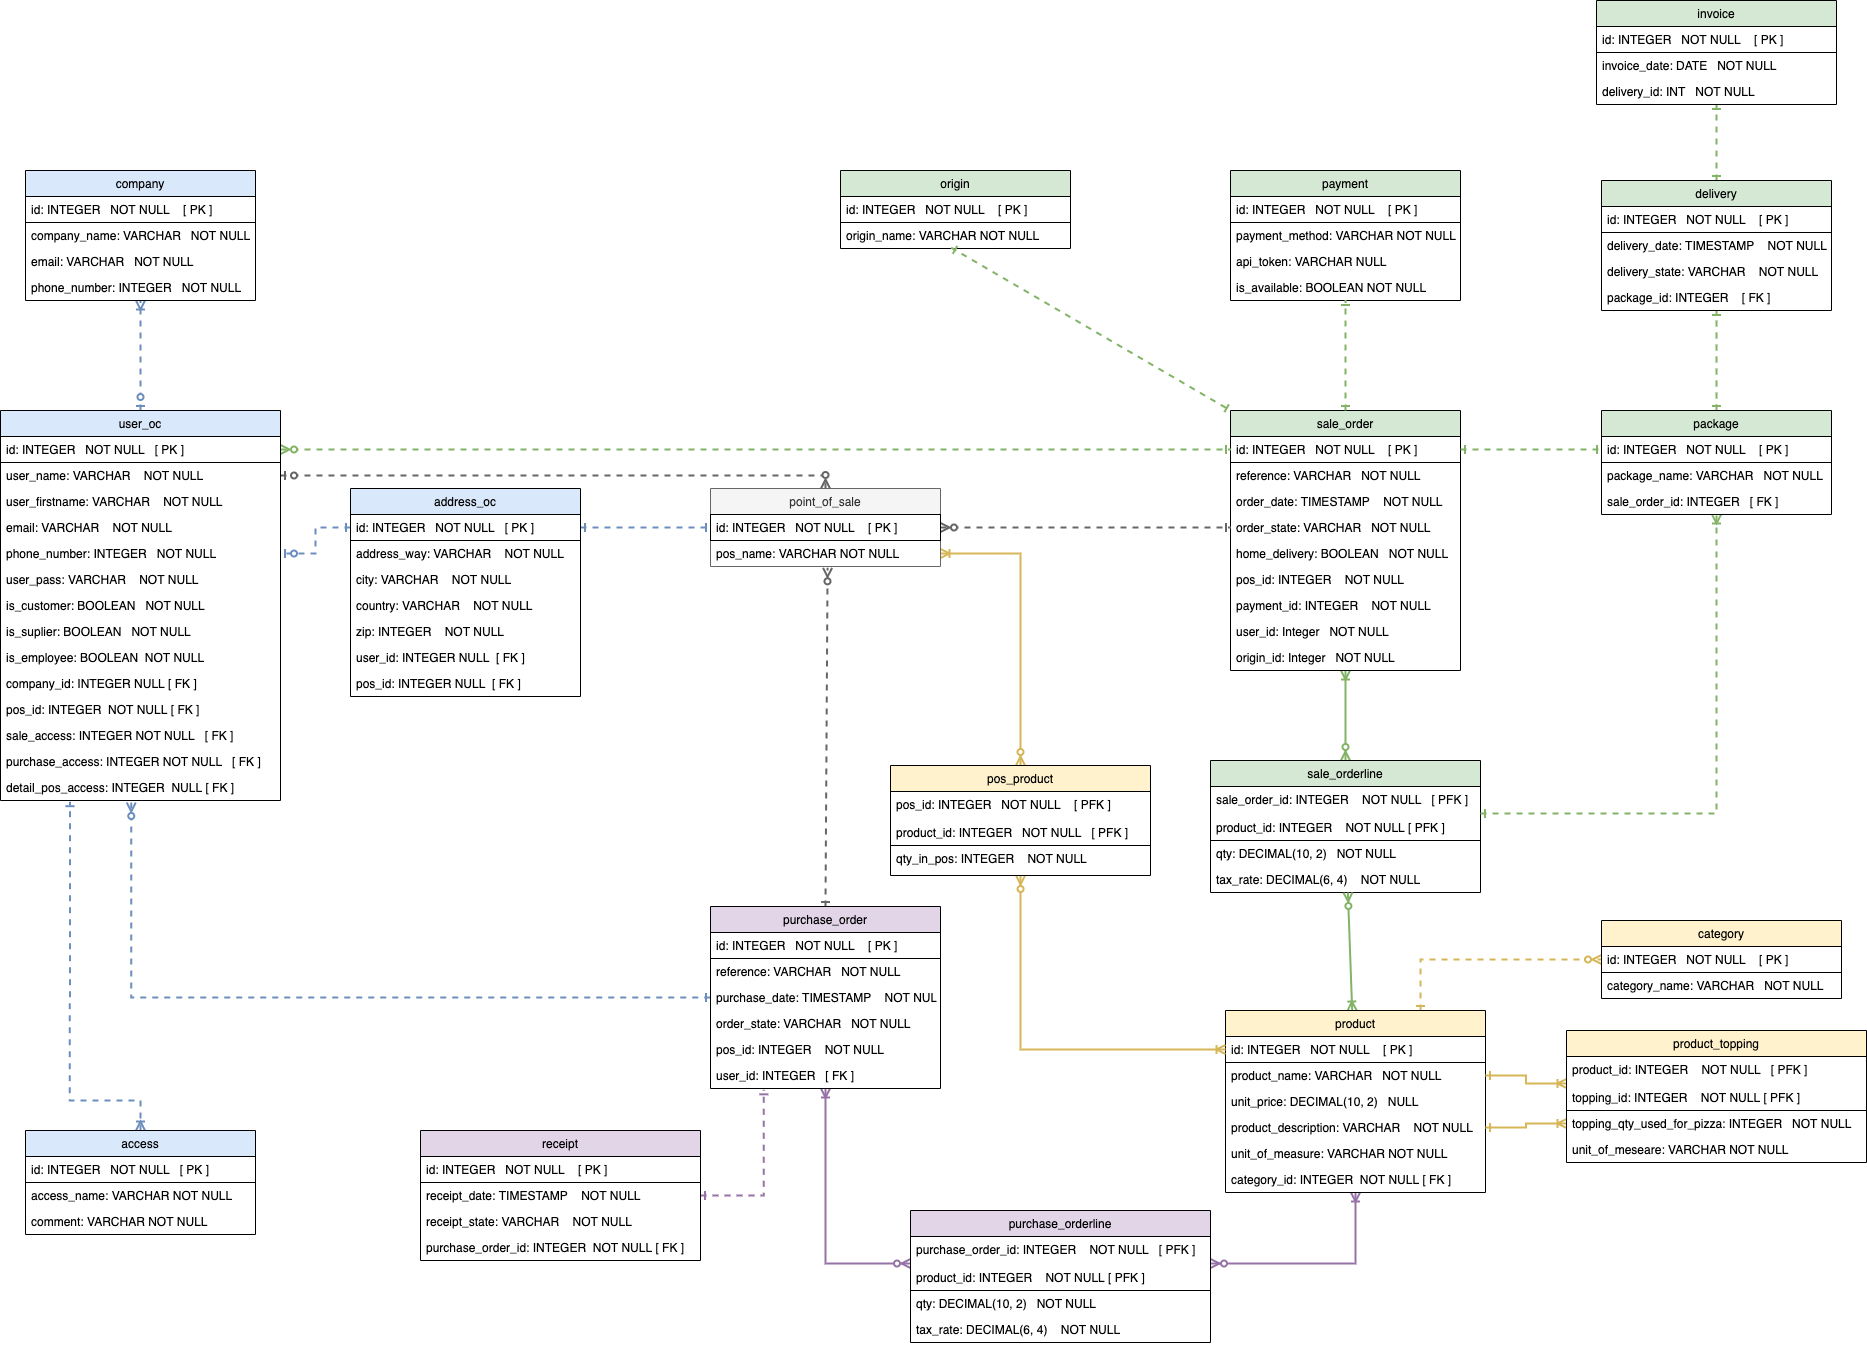 invoice
id: INTEGER NOT NULL [ PK ]
invoice_date: DATE NOT NULL
delivery_id: INT NOT NULL
company
id: INTEGER NOT NULL [ PK ]
company_name: VARCHAR NOT NULL
email: VARCHAR NOT NULL
phone_number: INTEGER NOT NULL
origin
id: INTEGER NOT NULL [ PK ]
origin_name: VARCHAR NOT NULL
payment
id: INTEGER NOT NULL [ PK ]
payment_method: VARCHAR NOT NULL
api_token: VARCHAR NULL
is_available: BOOLEAN NOT NULL
delivery
id: INTEGER NOT NULL [ PK ]
delivery_date: TIMESTAMP NOT NULL
delivery_state: VARCHAR NOT NULL
package_id: INTEGER [ FK ]
user_oc
id: INTEGER NOT NULL [ PK ]
user_name: VARCHAR NOT NULL
user_firstname: VARCHAR NOT NULL
email: VARCHAR NOT NULL
phone_number: INTEGER NOT NULL
user_pass: VARCHAR NOT NULL
is_customer: BOOLEAN NOT NULL
is_suplier: BOOLEAN NOT NULL
is_employee: BOOLEAN NOT NULL
company_id: INTEGER NULL [ FK ]
pos_id: INTEGER NOT NULL [ FK ]
sale_access: INTEGER NOT NULL [ FK ]
purchase_access: INTEGER NOT NULL [ FK ]
detail_pos_access: INTEGER NULL [ FK ]
address_oc
id: INTEGER NOT NULL [ PK ]
address_way: VARCHAR NOT NULL
city: VARCHAR NOT NULL
country: VARCHAR NOT NULL
zip: INTEGER NOT NULL
user_id: INTEGER NULL [ FK ]
pos_id: INTEGER NULL [ FK ]
point_of_sale
id: INTEGER NOT NULL [ PK ]
pos_name: VARCHAR NOT NULL
sale_order
id: INTEGER NOT NULL [ PK ]
reference: VARCHAR NOT NULL
order_date: TIMESTAMP NOT NULL
order_state: VARCHAR NOT NULL
home_delivery: BOOLEAN NOT NULL
pos_id: INTEGER NOT NULL
payment_id: INTEGER NOT NULL
user_id: Integer NOT NULL
origin_id: Integer NOT NULL
package
id: INTEGER NOT NULL [ PK ]
package_name: VARCHAR NOT NULL
sale_order_id: INTEGER [ FK ]
pos_product
pos_id: INTEGER NOT NULL [ PFK ]
product_id: INTEGER NOT NULL [ PFK ]
qty_in_pos: INTEGER NOT NULL
sale_orderline
sale_order_id: INTEGER NOT NULL [ PFK ]
product_id: INTEGER NOT NULL [ PFK ]
qty: DECIMAL(10, 2) NOT NULL
tax_rate: DECIMAL(6, 4) NOT NULL
purchase_order
id: INTEGER NOT NULL [ PK ]
reference: VARCHAR NOT NULL
purchase_date: TIMESTAMP NOT NUL
order_state: VARCHAR NOT NULL
pos_id: INTEGER NOT NULL
user_id: INTEGER [ FK ]
category
id: INTEGER NOT NULL [ PK ]
category_name: VARCHAR NOT NULL
product
id: INTEGER NOT NULL [ PK ]
product_name: VARCHAR NOT NULL
unit_price: DECIMAL(10, 2) NULL
product_description: VARCHAR NOT NULL
unit_of_measure: VARCHAR NOT NULL
category_id: INTEGER NOT NULL [ FK ]
product_topping
product_id: INTEGER NOT NULL [ PFK ]
topping_id: INTEGER NOT NULL [ PFK ]
topping_qty_used_for_pizza: INTEGER NOT NULL
unit_of_meseare: VARCHAR NOT NULL
access
id: INTEGER NOT NULL [ PK ]
access_name: VARCHAR NOT NULL
comment: VARCHAR NOT NULL
receipt
id: INTEGER NOT NULL [ PK ]
receipt_date: TIMESTAMP NOT NULL
receipt_state: VARCHAR NOT NULL
purchase_order_id: INTEGER NOT NULL [ FK ]
purchase_orderline
purchase_order_id: INTEGER NOT NULL [ PFK ]
product_id: INTEGER NOT NULL [ PFK ]
qty: DECIMAL(10, 2) NOT NULL
tax_rate: DECIMAL(6, 4) NOT NULL